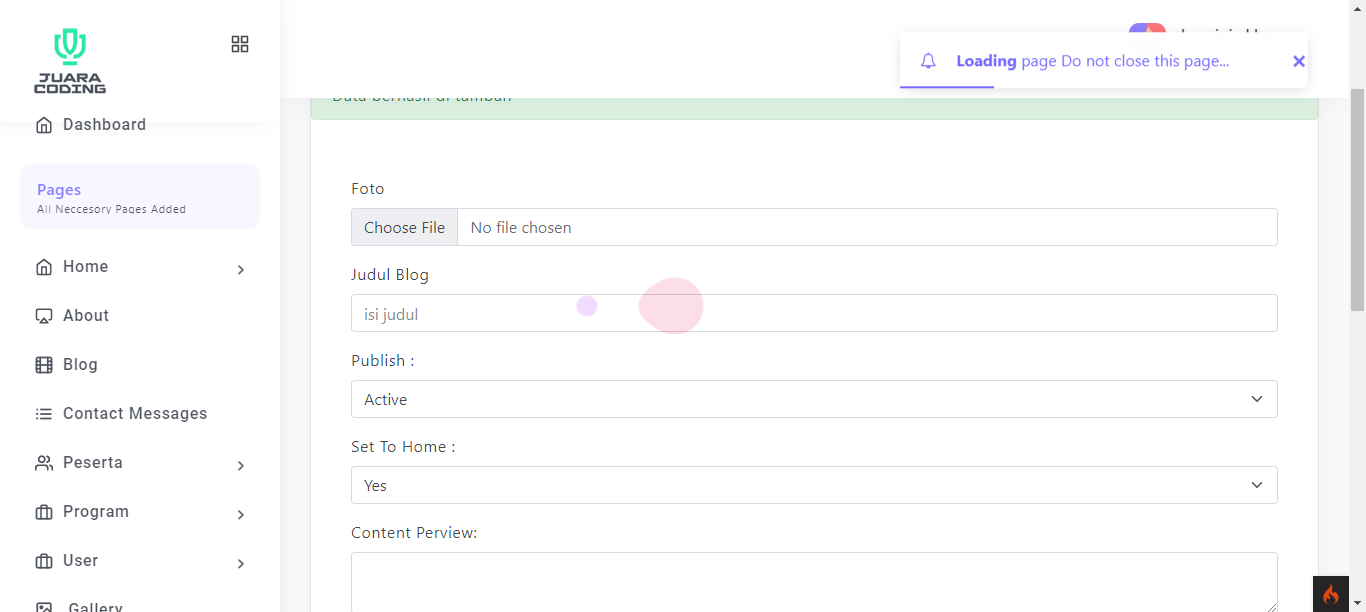 JUARA
CODING
Dashboard
Pages
All Neccesory Pages Added
Home
About
Blog
Contact Messages
Peserta
Program
User
Gallery
Loading page Do not close this page...
Data berhasil di tambah
Foto
Choose File No file chosen
Judul Blog
isi judul
Publish :
Active
Set To Home :
Yes
Content Perview: